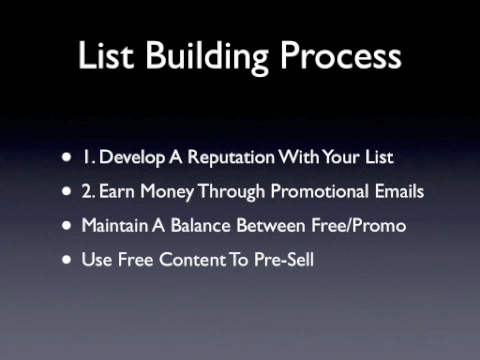 List Building Process
• 1. Develop A Reputation With Your List
• 2. Earn Money Through Promotional Emails
• Maintain A Balance Between Free/Promo
• Use Free Content To Pre-Sell